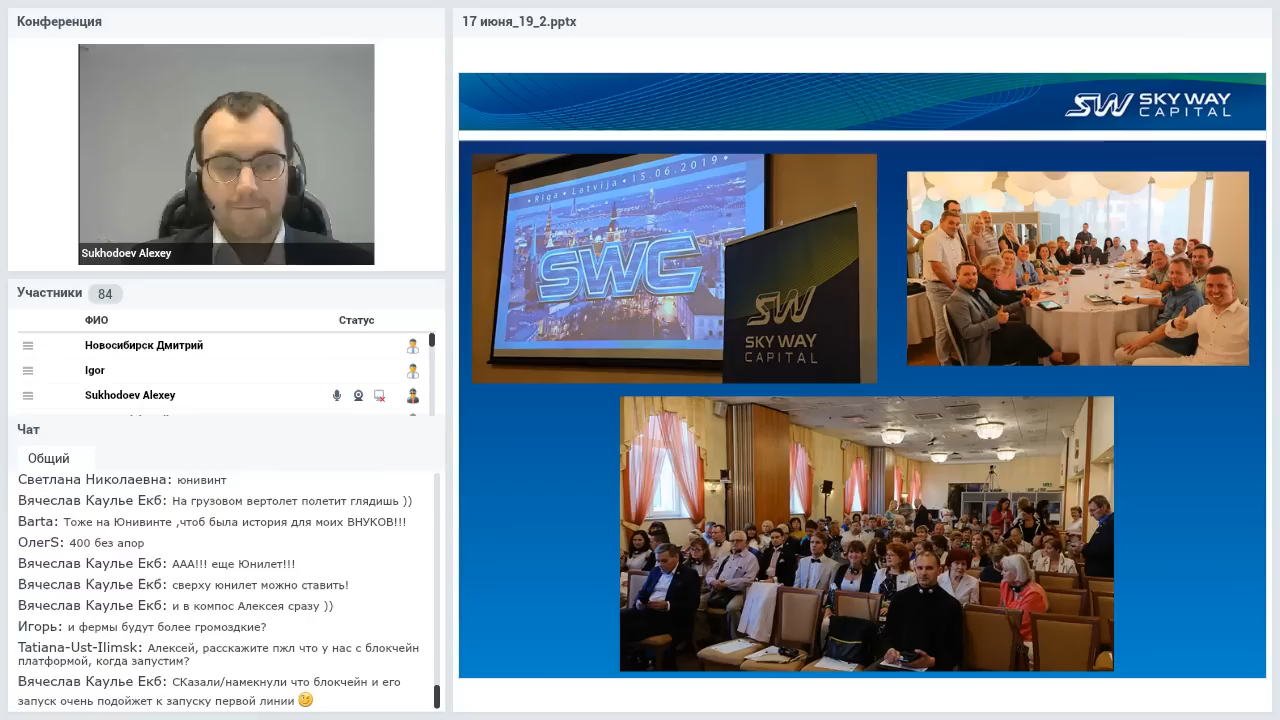 Конференция
Sukhodoev Alexey
Участники 84
ФИО Статус
Новосибирск Дмитрий
Igor
Sukhodoev Alexey
Чат
Общий
Светлана Николаевна: юнивинт
Вячеслав Каулье Екб: На грузовом вертолет полетит глядишь ))
Barta: Тоже на Юнивинте ,чтоб была история для моих ВНУКОВ!!!
ОлегS: 400 без апор
Вячеслав Каулье Екб: ААА!!! еще Юнилет!!!
Вячеслав Каулье Екб: сверху юнилет можно ставить!
Вячеслав Каулье Екб: и в компос Алексея сразу ))
Игорь: и фермы будут более громоздкие?
Tatiana-Ust-Ilimsk: Алексей, расскажите пжл что у нас с блокчейн
платформой, когда запустим?
Вячеслав Каулье Екб: СКазали/намекнули что блокчейн и его
запуск очень подойжет к запуску первой линии
17 июня_19_2.pptx
SW SKY WAY
CAPITAL
Rīga • Latvija • 15.06.2019 •
SWC
SW
SKY WAY
CAPITAL